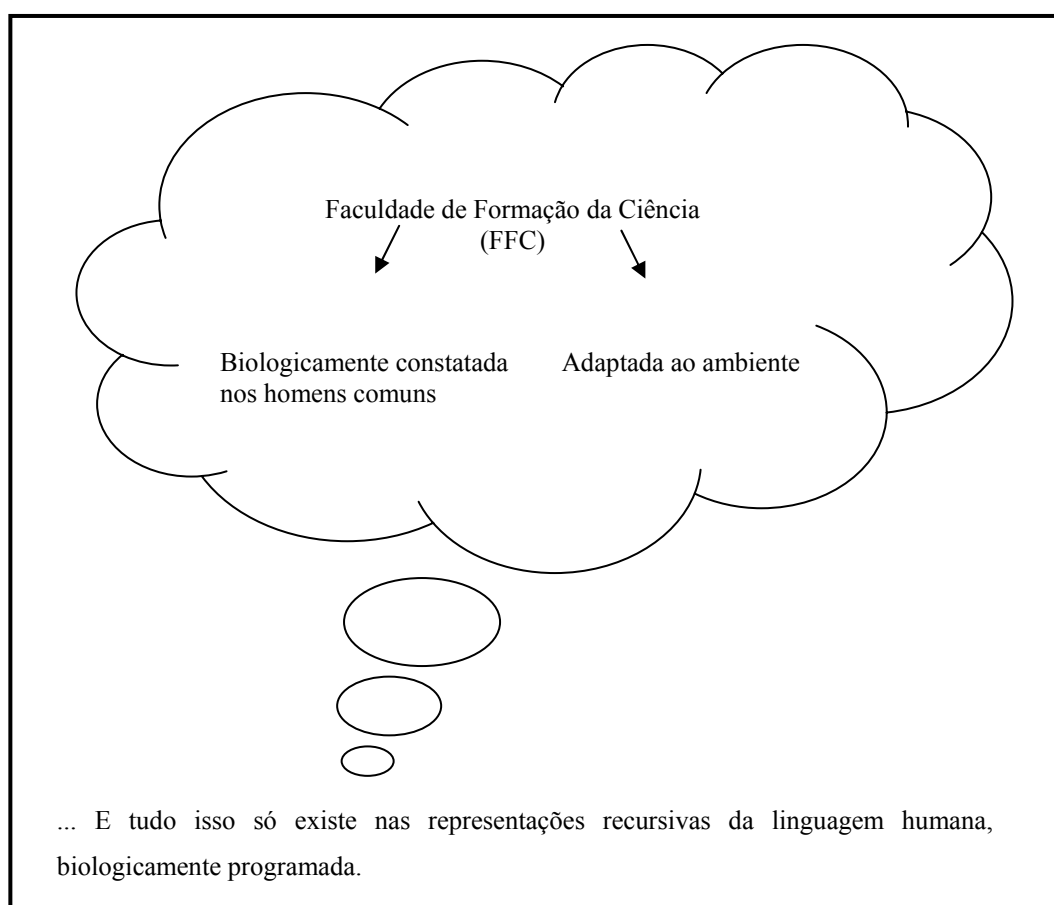 Faculdade de Formação da Ciência
(FFC)
Biologicamente constatada
nos homens comuns
Adaptada ao ambiente
... E tudo isso só existe nas representações recursivas da linguagem humana,
biologicamente programada.